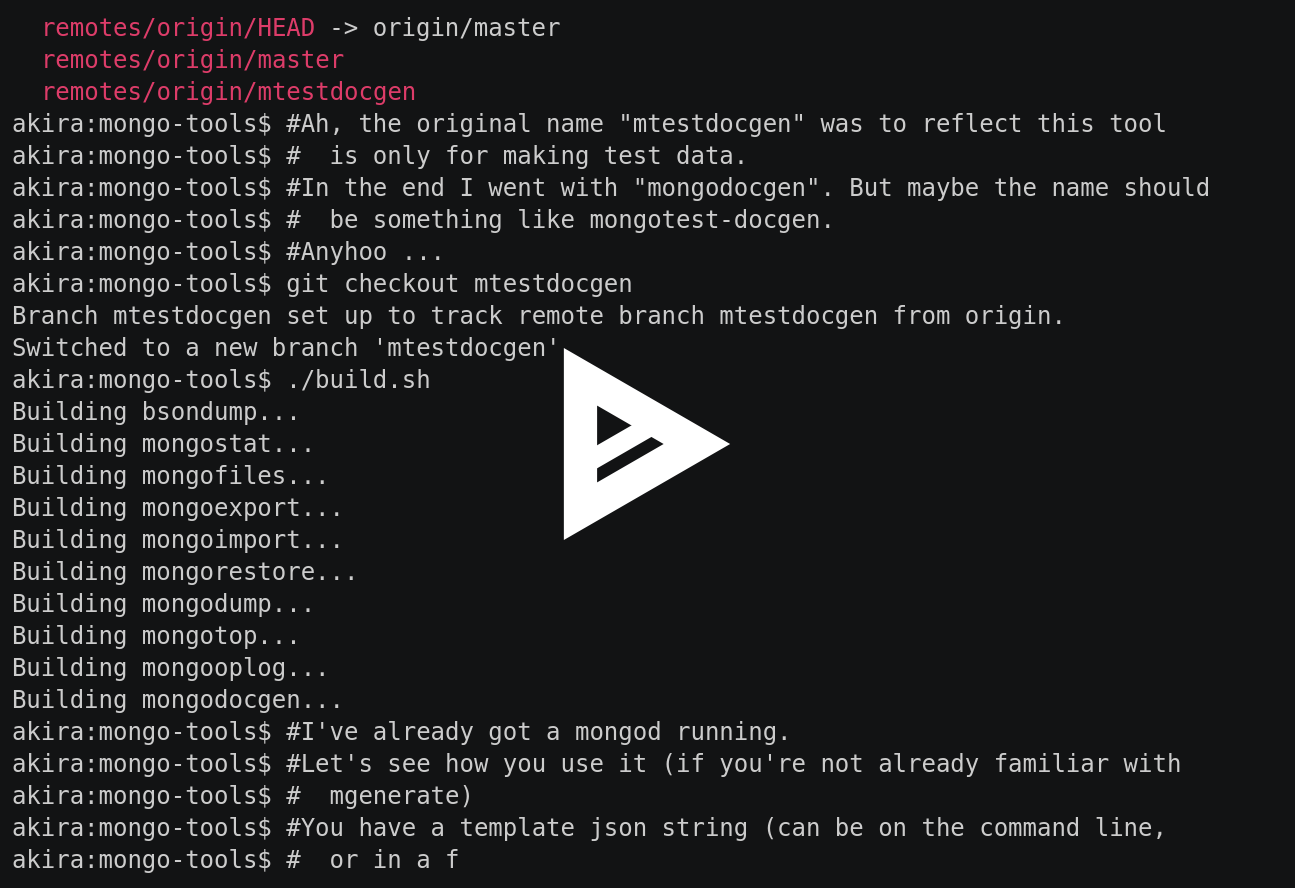 remotes/origin/HEAD -> origin/master
remotes/origin/master
remotes/origin/mtestdocgen
akira:mongo-tools$ #Ah, the original name "mtestdocgen" was to reflect this tool
akira:mongo-tools$ #  is only for making test data.
akira:mongo-tools$ #In the end I went with "mongodocgen". But maybe the name should
akira:mongo-tools$ #  be something like mongotest-docgen.
akira:mongo-tools$ #Anyhoo ...
akira:mongo-tools$ git checkout mtestdocgen
Branch mtestdocgen set up to track remote branch mtestdocgen from origin.
Switched to a new branch 'mtestdocgen'
akira:mongo-tools$ ./build.sh
Building bsondump...
Building mongostat...
Building mongofiles...
Building mongoexport...
Building mongoimport...
Building mongorestore...
Building mongodump...
Building mongotop...
Building mongooplog...
Building mongodocgen...
akira:mongo-tools$ #I've already got a mongod running.
akira:mongo-tools$ #Let's see how you use it (if you're not already familiar with
akira:mongo-tools$ #  mgenerate)
akira:mongo-tools$ #You have a template json string (can be on the command line,
akira:mongo-tools$ #  or in a f